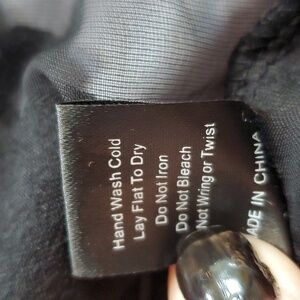 Hand Wash Cold
Lay Flat To Dry
Do Not Iron
Do Not Bleach
Not Wring or Twist
MADE IN CHINA